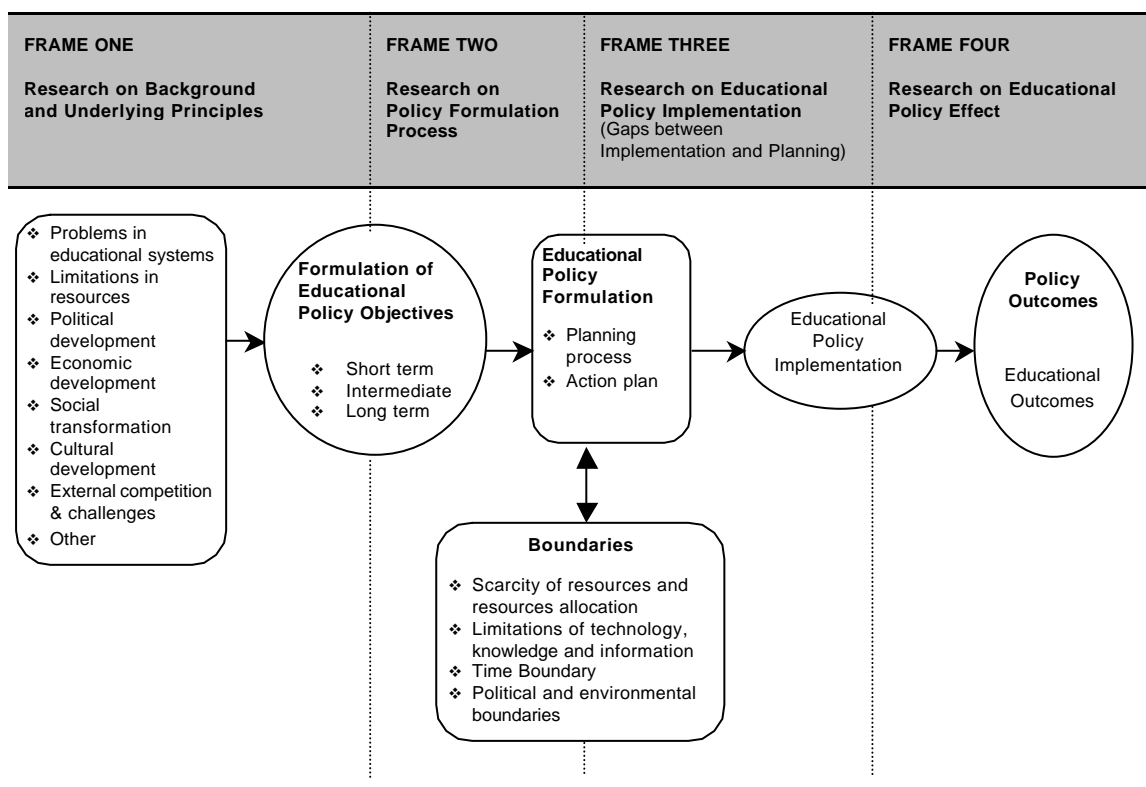 FRAME ONE
Research on Background
and Underlying Principles
FRAME TWO
Research on
Policy Formulation
Process
FRAME THREE
Research on Educational
Policy Implementation
(Gaps between
Implementation and Planning)
FRAME FOUR
Research on Educational
Policy Effect
❖ Problems in
educational systems
❖ Limitations in
resources
❖ Political
development
❖ Economic
development
❖ Social
transformation
❖ Cultural
development
❖ External competition
& challenges
❖ Other
Formulation of
Educational
Policy Objectives
❖ Short term
❖ Intermediate
❖ Long term
Educational
Policy
Formulation
❖ Planning
process
❖ Action plan
Educational
Policy
Implementation
Policy
Outcomes
Educational
Outcomes
Boundaries
❖ Scarcity of resources and
resources allocation
❖ Limitations of technology,
knowledge and information
❖ Time Boundary
❖ Political and environmental
boundaries